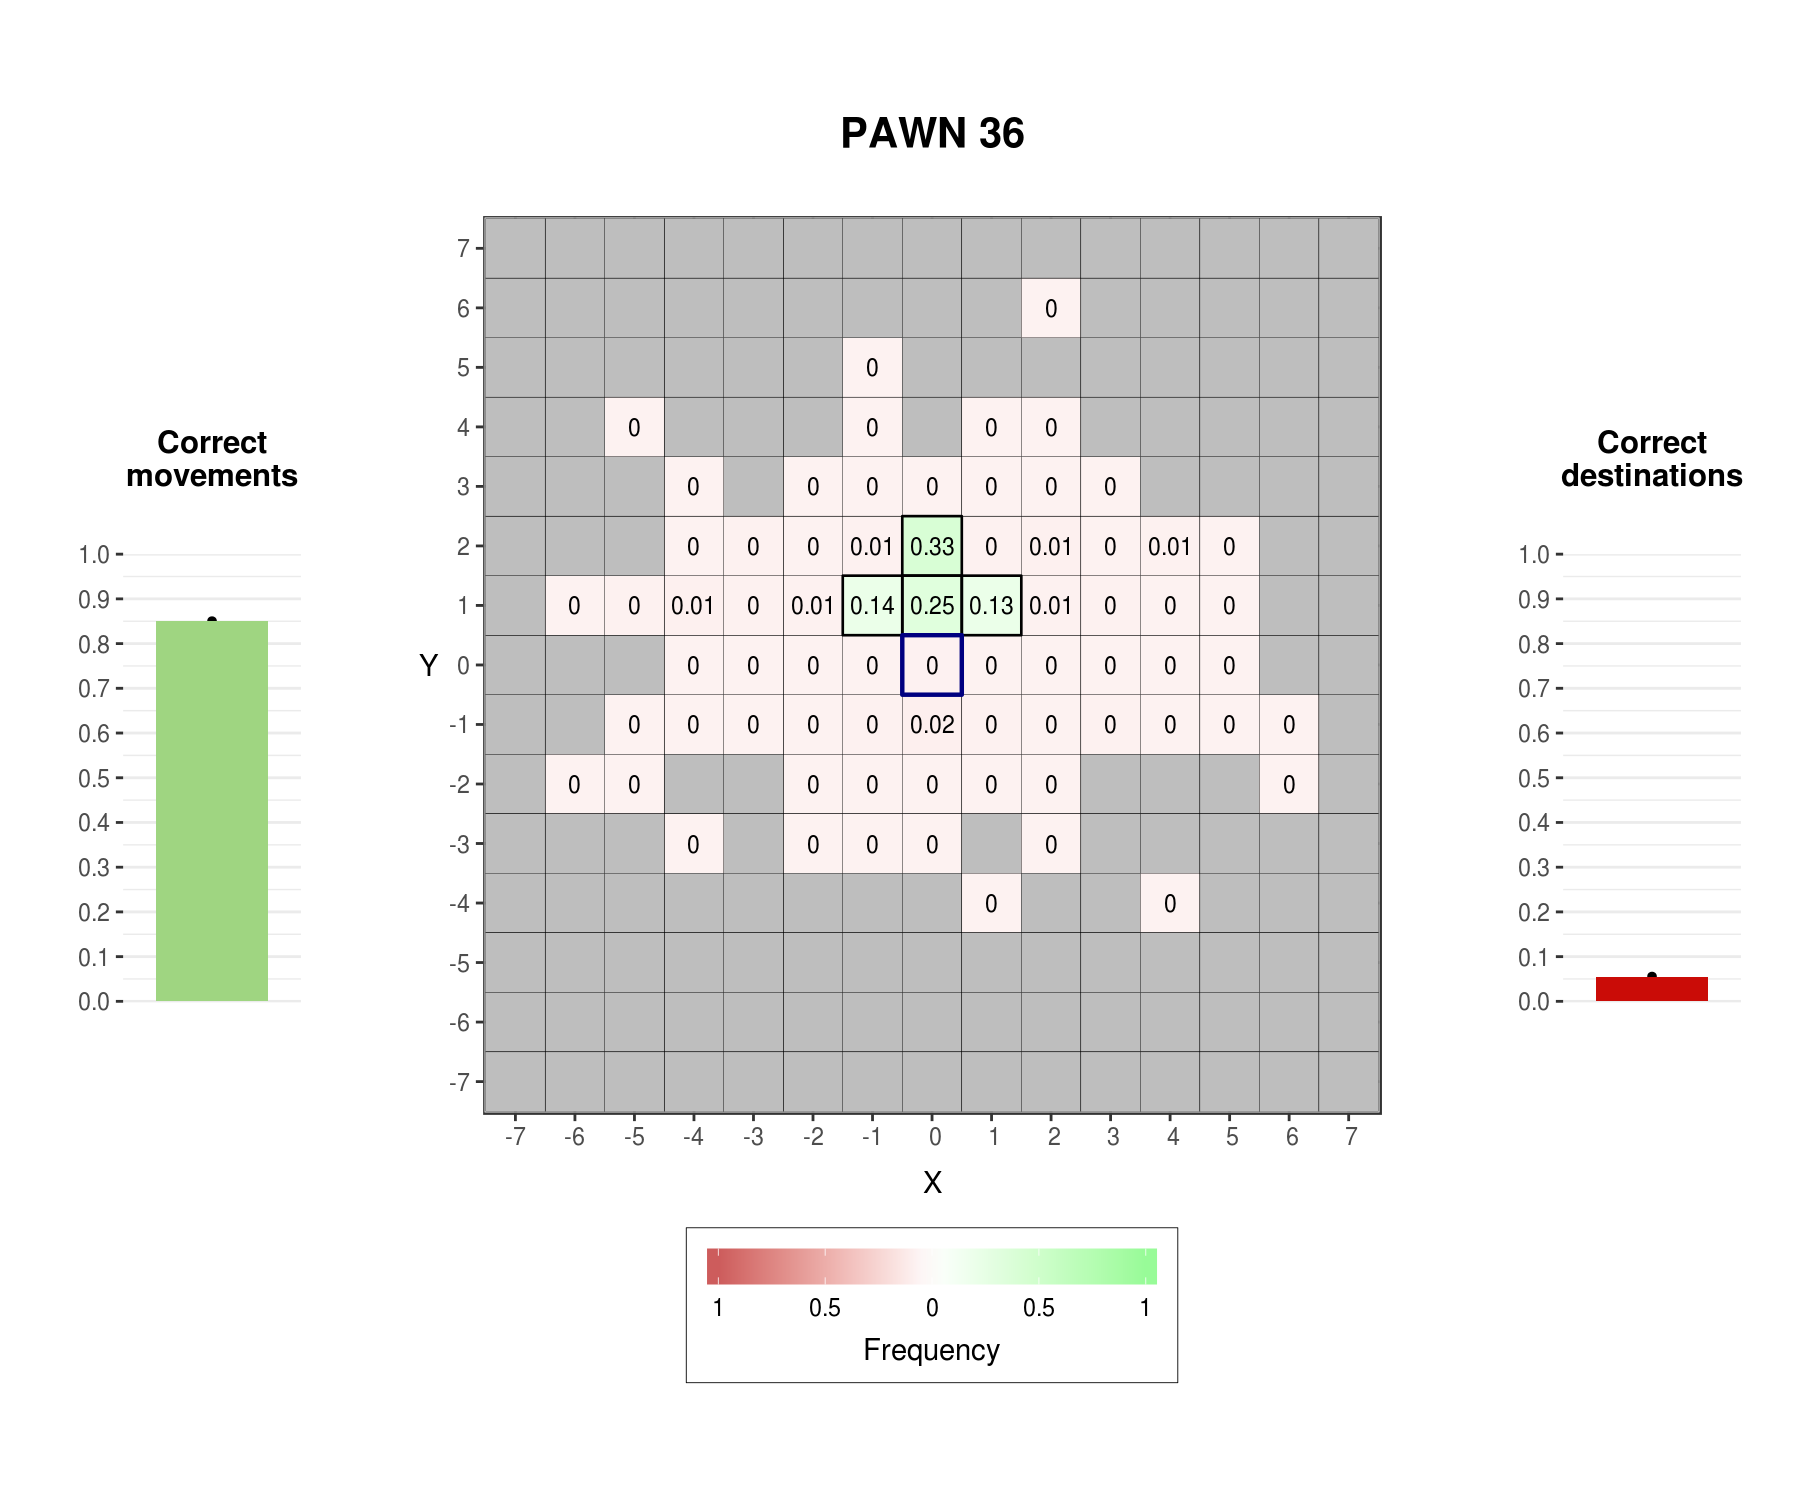 PAWN 36
Correct
movements
1.0
0.9
0.8
0.7
0.6
0.5
0.4
0.3
0.2
0.1
0.0
Y
7
6 0
5 0
4 0 0 0 0
3 0 0 0 0 0 0 0
2 0 0 0 0.01 0.33 0 0.01 0 0.01 0
1 0 0 0.01 0 0.01 0.14 0.25 0.13 0.01 0 0 0
0 0 0 0 0 0 0 0 0 0 0
-1 0 0 0 0 0 0.02 0 0 0 0 0 0
-2 0 0 0 0 0 0 0 0
-3 0 0 0 0 0
-4 0 0
-5
-6
-7
-7 -6 -5 -4 -3 -2 -1 0 1 2 3 4 5 6 7
X
1 0.5 0 0.5 1
Frequency
Correct
destinations
1.0
0.9
0.8
0.7
0.6
0.5
0.4
0.3
0.2
0.1
0.0